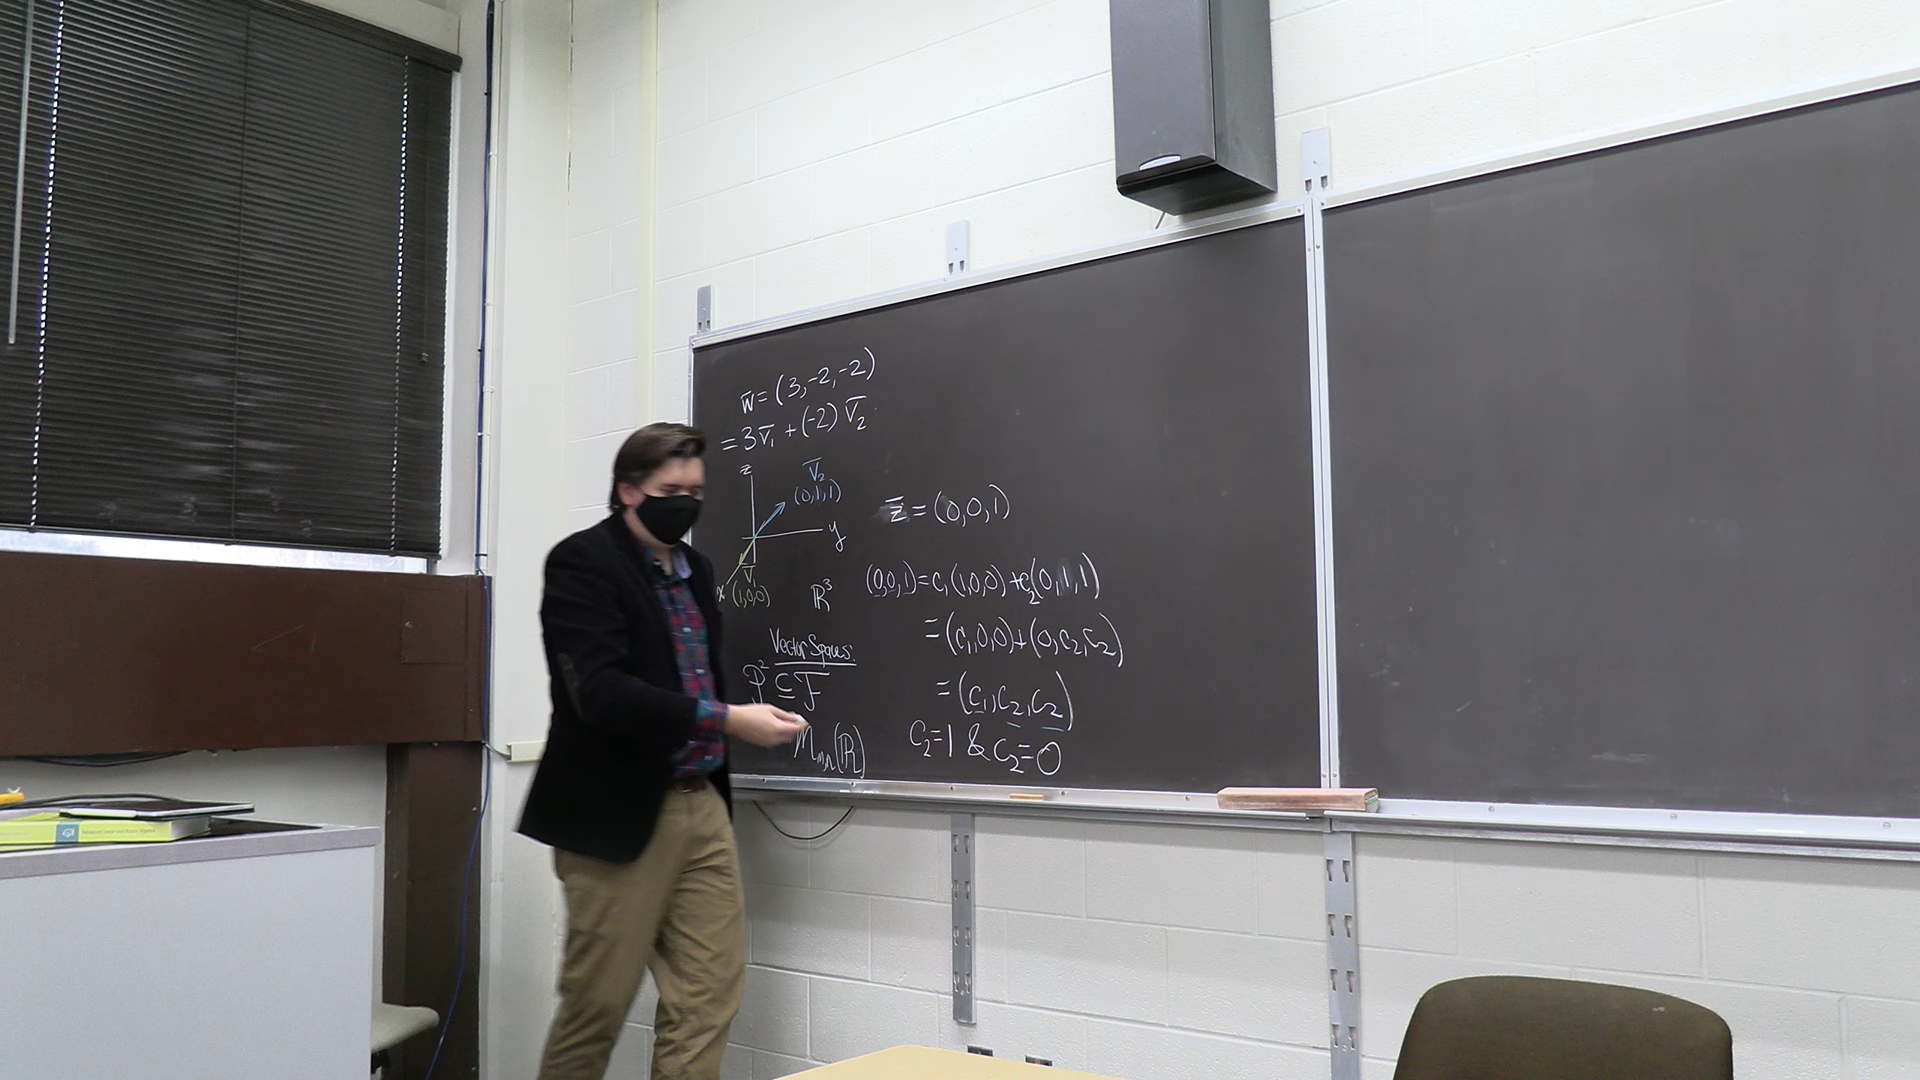 w̅ = (3,-2,-2)
= 3v̅₁ + (-2) v̅₂
z
v̅₂
(0,1,1)
y
v̅₁
x
(1,0,0)
ℝ³
Vector Spaces:
P² ⊆ F
Mₘ,ₙ(ℝ)
z̅ = (0,0,1)
(0,0,1) = c₁(1,0,0) + c₂(0,1,1)
= (c₁,0,0) + (0,c₂,c₂)
= (c₁,c₂,c₂)
c₂=1 & c₂=0